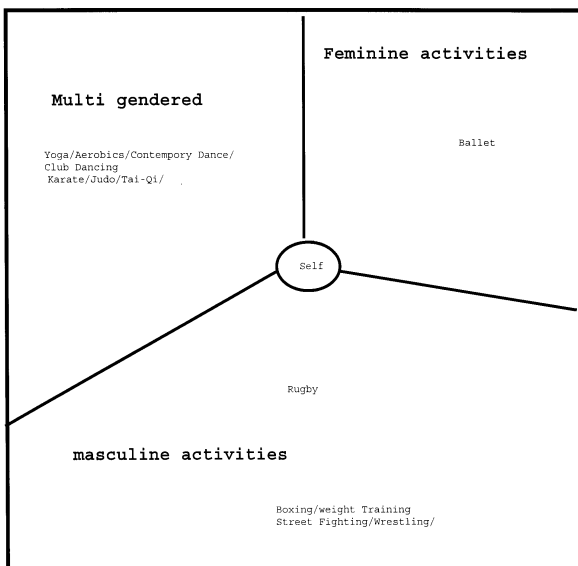 Feminine activities
Multi gendered
Ballet
Yoga/Aerobics/Contempory Dance/
Club Dancing
Karate/Judo/Tai-Qi/
Self
Rugby
masculine activities
Boxing/weight Training
Street Fighting/Wrestling/